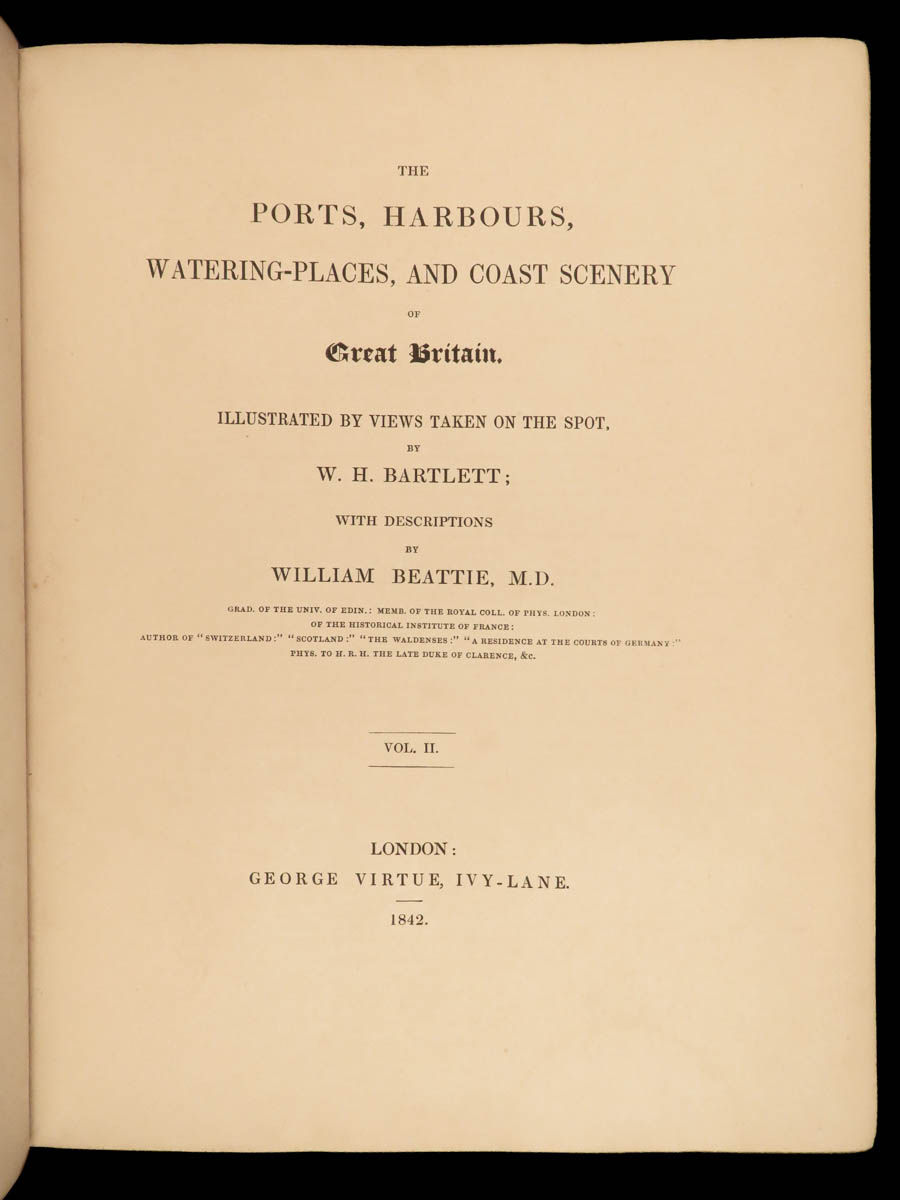 THE
PORTS, HARBOURS,
WATERING-PLACES, AND COAST SCENERY
OF
Great Britain.
ILLUSTRATED BY VIEWS TAKEN ON THE SPOT,
BY
W. H. BARTLETT;
WITH DESCRIPTIONS
BY
WILLIAM BEATTIE, M.D.
GRAD. OF THE UNIV. OF EDIN.: MEMB. OF THE ROYAL COLL. OF PHYS. LONDON:
OF THE HISTORICAL INSTITUTE OF FRANCE;
AUTHOR OF "SWITZERLAND:" "SCOTLAND:" "THE WALDENSES:" "A RESIDENCE AT THE COURTS OF GERMANY:"
PHYS. TO H. R. H. THE LATE DUKE OF CLARENCE, &c.
VOL. II.
LONDON:
GEORGE VIRTUE, IVY-LANE.
1842.